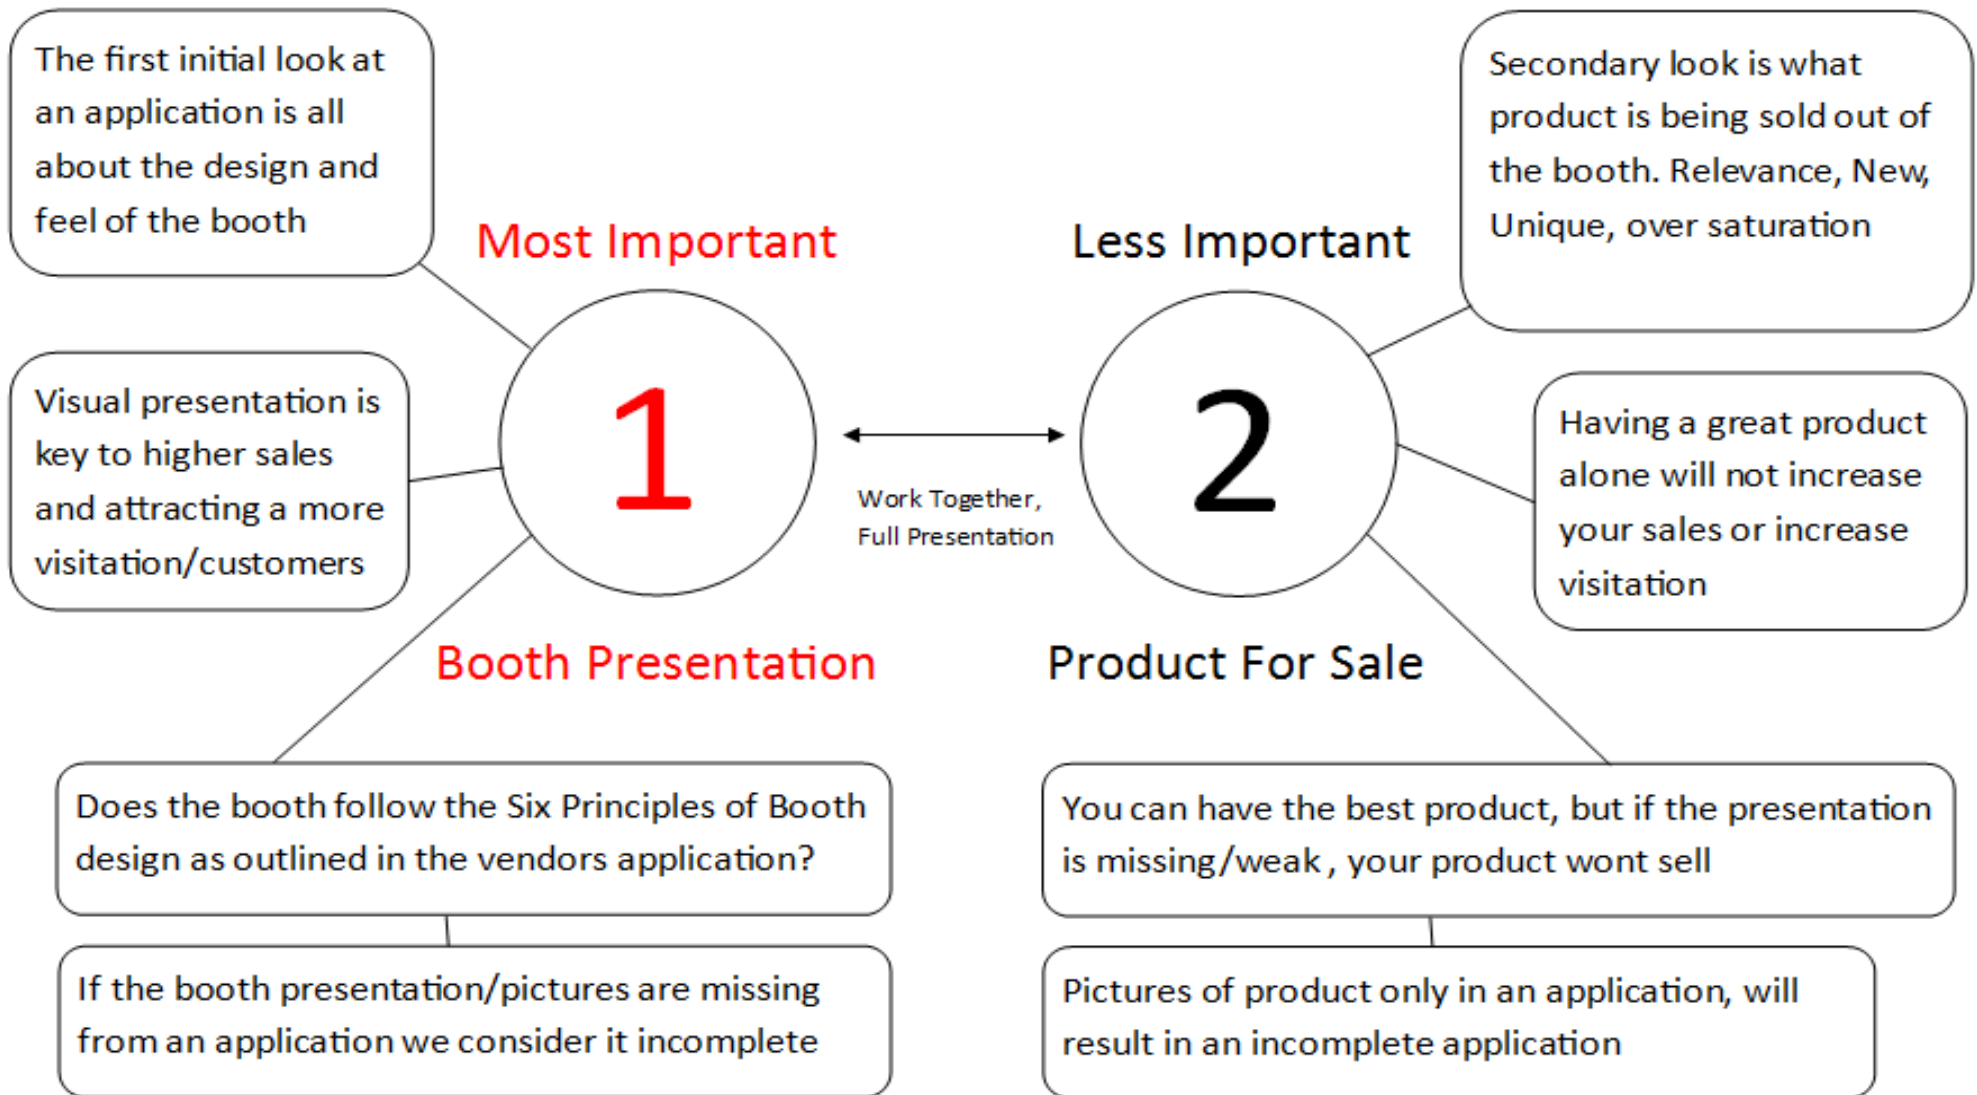 The first initial look at
an application is all
about the design and
feel of the booth
Visual presentation is
key to higher sales
and attracting a more
visitation/customers
Most Important
1
Booth Presentation
Does the booth follow the Six Principles of Booth
design as outlined in the vendors application?
If the booth presentation/pictures are missing
from an application we consider it incomplete
Work Together,
Full Presentation
Less Important
2
Product For Sale
Secondary look is what
product is being sold out of
the booth. Relevance, New,
Unique, over saturation
Having a great product
alone will not increase
your sales or increase
visitation
You can have the best product, but if the presentation
is missing/weak, your product wont sell
Pictures of product only in an application, will
result in an incomplete application